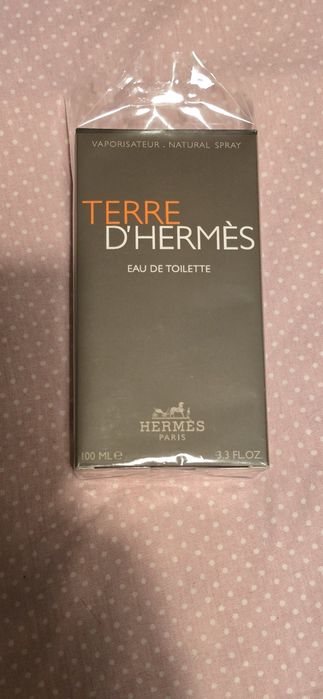 VAPORISATEUR . NATURAL SPRAY
TERRE
D'HERMÈS
EAU DE TOILETTE
HERMÈS
PARIS
100 ML ℮ 3.3 FL.OZ